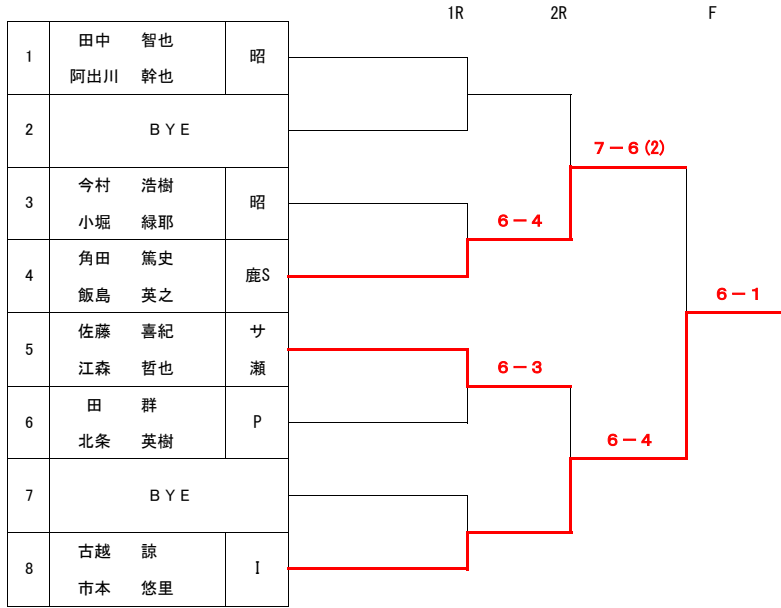 1R 2R F
1 田中 智也 昭
阿出川 幹也
2 BYE
3 今村 浩樹 昭
小堀 緑耶
4 角田 篤史 鹿S
飯島 英之
5 佐藤 喜紀 サ
江森 哲也 瀬
6 田 群 P
北条 英樹
7 BYE
8 古越 諒 I
市本 悠里
7－6(2)
6－4
6－1
6－3
6－4